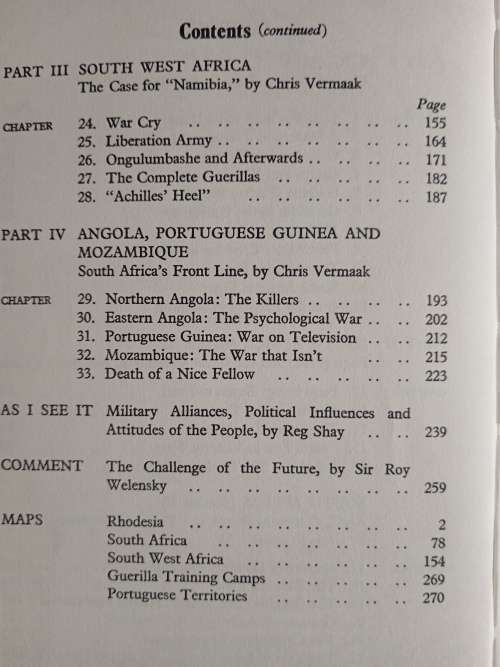 Contents (continued)
PART III SOUTH WEST AFRICA
The Case for "Namibia," by Chris Vermaak
Page
CHAPTER 24. War Cry .. .. .. .. .. .. .. .. 155
25. Liberation Army .. .. .. .. .. .. .. 164
26. Ongulumbashe and Afterwards .. .. .. .. 171
27. The Complete Guerillas .. .. .. .. .. 182
28. "Achilles' Heel" .. .. .. .. .. .. 187
PART IV ANGOLA, PORTUGUESE GUINEA AND
MOZAMBIQUE
South Africa's Front Line, by Chris Vermaak
CHAPTER 29. Northern Angola: The Killers .. .. .. .. 193
30. Eastern Angola: The Psychological War .. .. 202
31. Portuguese Guinea: War on Television .. .. 212
32. Mozambique: The War that Isn't .. .. 215
33. Death of a Nice Fellow .. .. .. .. .. 223
AS I SEE IT Military Alliances, Political Influences and
Attitudes of the People, by Reg Shay .. .. 239
COMMENT The Challenge of the Future, by Sir Roy
Welensky .. .. .. .. .. .. .. .. 259
MAPS Rhodesia .. .. .. .. .. .. .. .. 2
South Africa .. .. .. .. .. .. .. 78
South West Africa .. .. .. .. .. .. 154
Guerilla Training Camps .. .. .. .. .. 269
Portuguese Territories .. .. .. .. .. .. 270